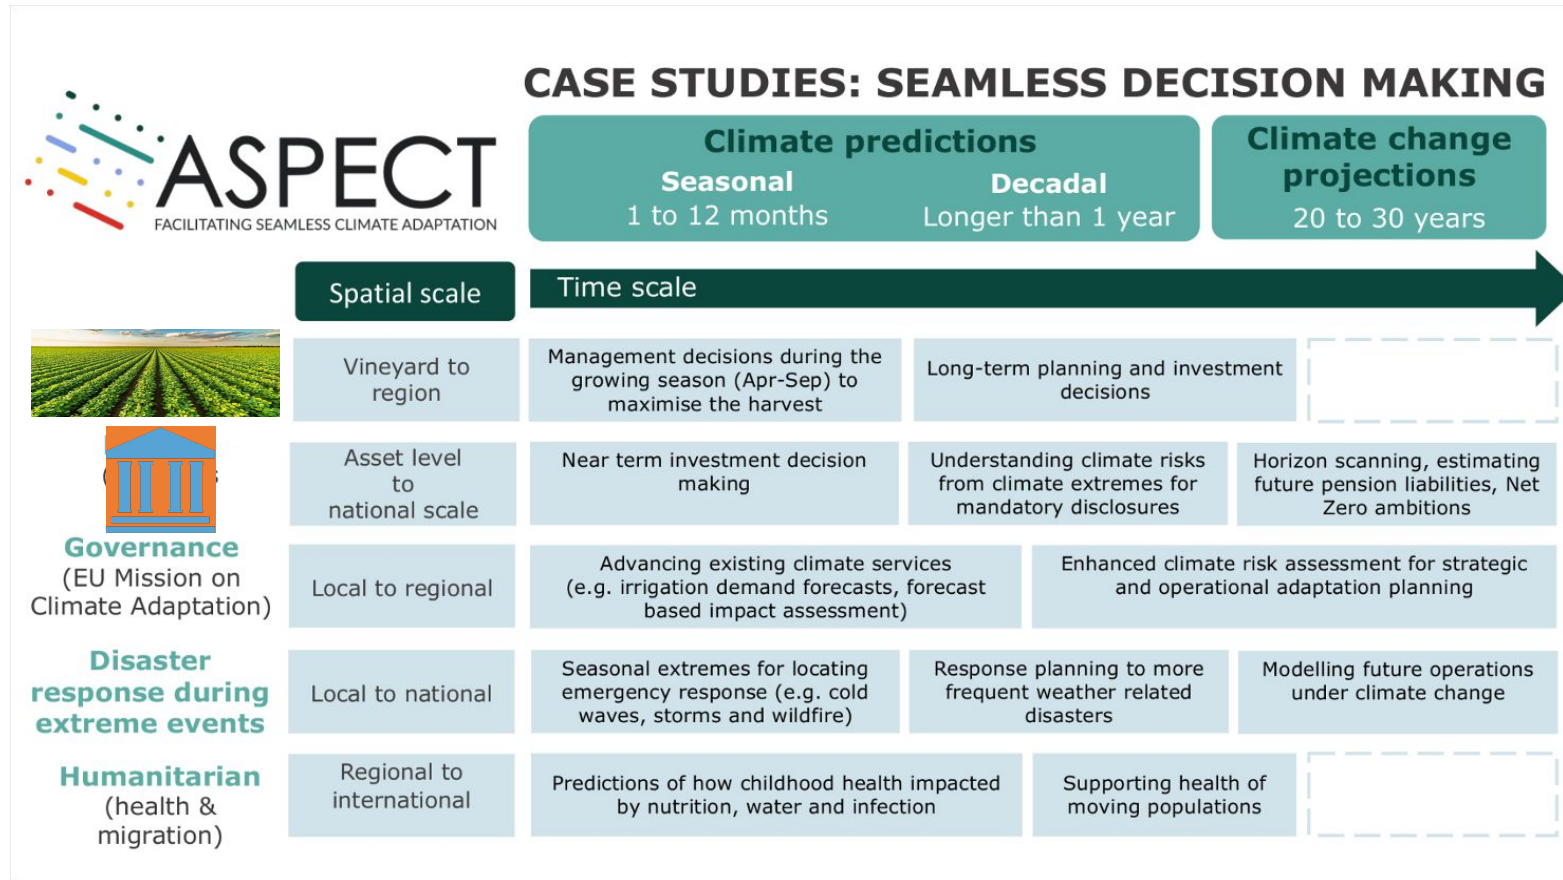 CASE STUDIES: SEAMLESS DECISION MAKING
ASPECT
FACILITATING SEAMLESS CLIMATE ADAPTATION
Climate predictions
Seasonal
1 to 12 months
Decadal
Longer than 1 year
Climate change
projections
20 to 30 years
Spatial scale
Time scale
Vineyard to
region
Management decisions during the
growing season (Apr-Sep) to
maximise the harvest
Long-term planning and investment
decisions
Asset level
to
national scale
Near term investment decision
making
Understanding climate risks
from climate extremes for
mandatory disclosures
Horizon scanning, estimating
future pension liabilities, Net
Zero ambitions
Governance
(EU Mission on
Climate Adaptation)
Local to regional
Advancing existing climate services
(e.g. irrigation demand forecasts, forecast
based impact assessment)
Enhanced climate risk assessment for strategic
and operational adaptation planning
Disaster
response during
extreme events
Local to national
Seasonal extremes for locating
emergency response (e.g. cold
waves, storms and wildfire)
Response planning to more
frequent weather related
disasters
Modelling future operations
under climate change
Humanitarian
(health &
migration)
Regional to
international
Predictions of how childhood health impacted
by nutrition, water and infection
Supporting health of
moving populations